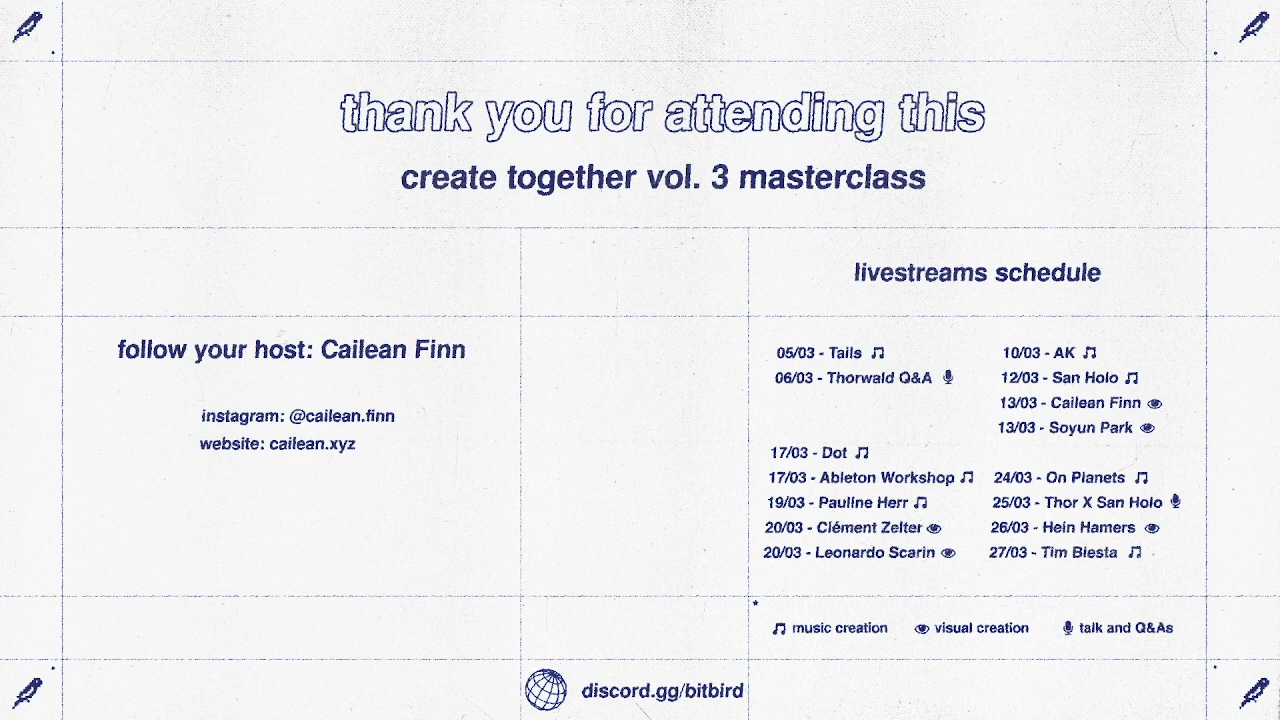 thank you for attending this
create together vol. 3 masterclass
follow your host: Cailean Finn
instagram: @cailean.finn
website: cailean.xyz
livestreams schedule
05/03 - Tails
06/03 - Thorwald Q&A
10/03 - AK
12/03 - San Holo
13/03 - Cailean Finn
13/03 - Soyun Park
17/03 - Dot
17/03 - Ableton Workshop
19/03 - Pauline Herr
20/03 - Clément Zelter
20/03 - Leonardo Scarin
24/03 - On Planets
25/03 - Thor X San Holo
26/03 - Hein Hamers
27/03 - Tim Biesta
music creation
visual creation
talk and Q&As
discord.gg/bitbird